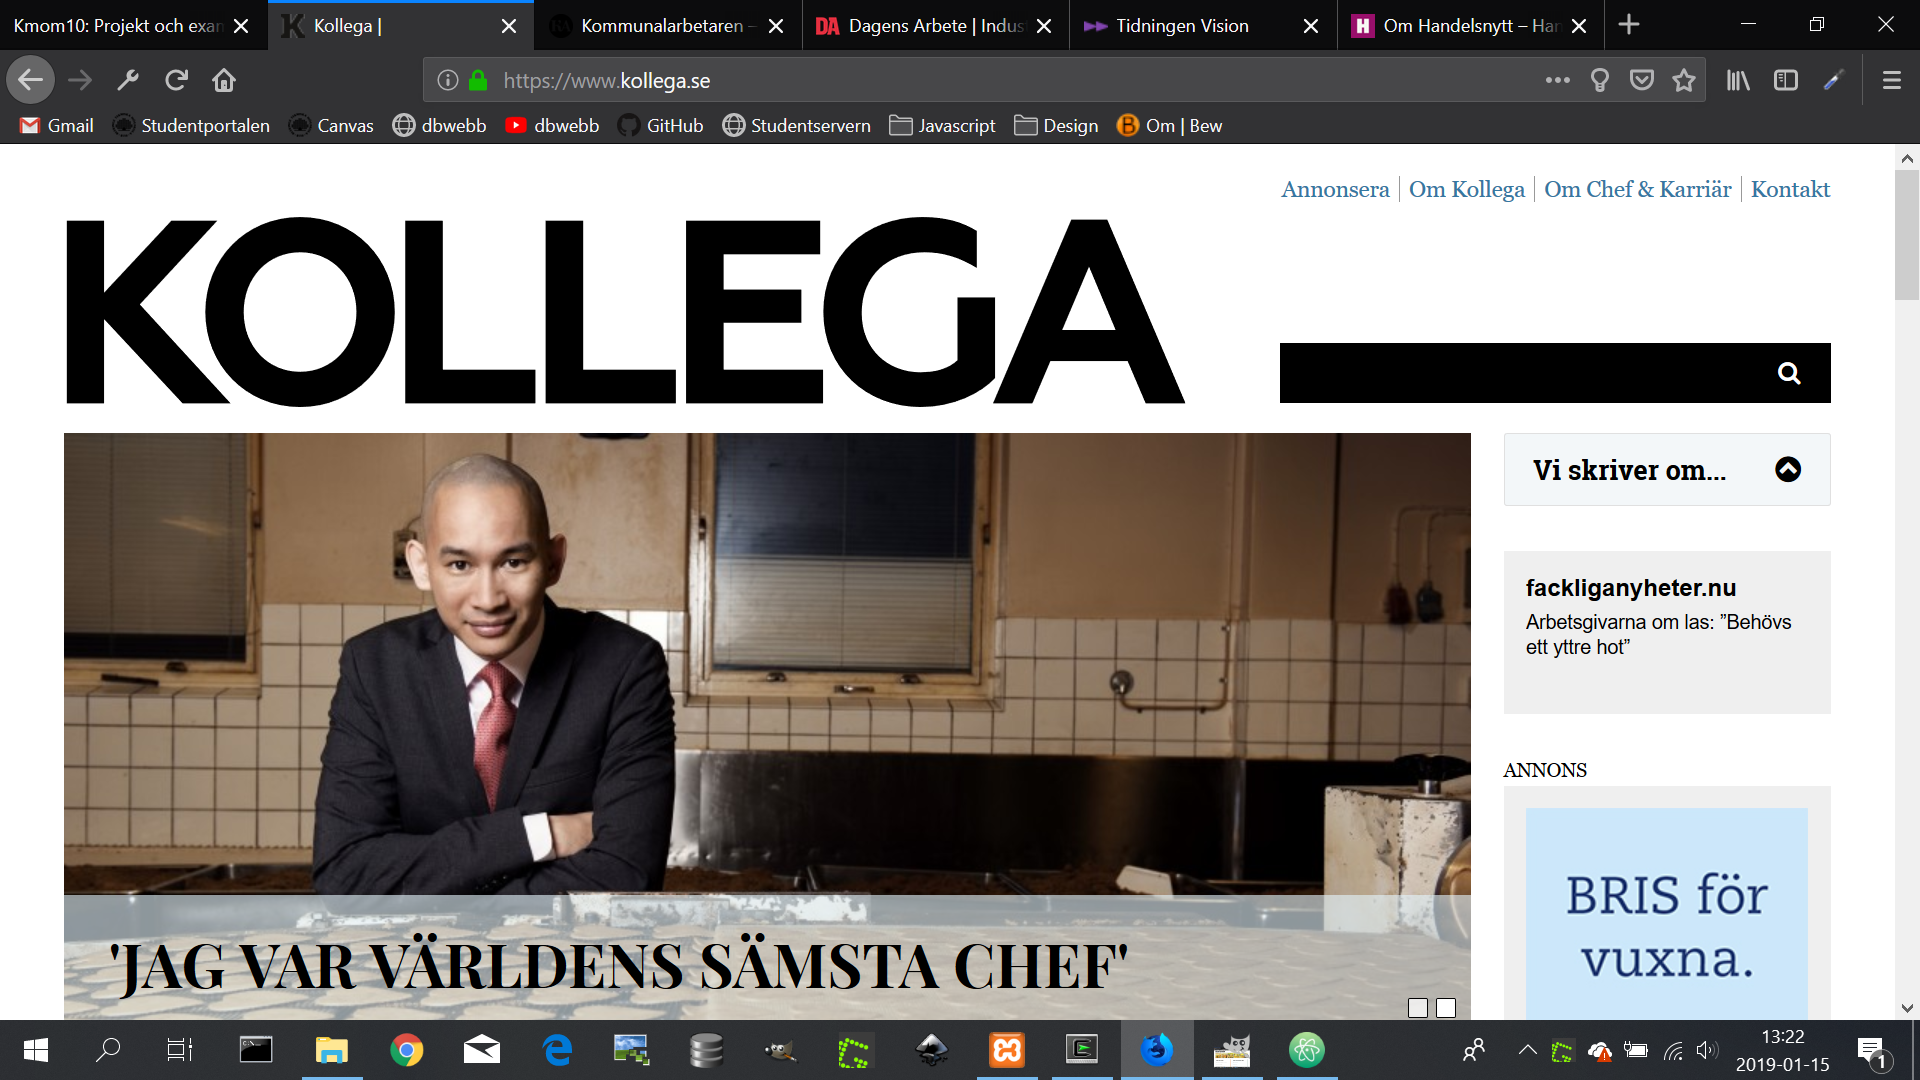 Kmom10: Projekt och exan
Kollega |
Kommunalarbetaren –
DA Dagens Arbete | Indus
Tidningen Vision
H Om Handelsnytt – Han
https://www.kollega.se
Gmail Studentportalen Canvas dbwebb dbwebb GitHub Studentservern Javascript Design B Om | Bew
Annonsera Om Kollega Om Chef & Karriär Kontakt
KOLLEGA
Vi skriver om...
fackliganyheter.nu
Arbetsgivarna om las: ”Behövs
ett yttre hot”
ANNONS
BRIS för
vuxna.
'JAG VAR VÄRLDENS SÄMSTA CHEF'
13:22
2019-01-15
1